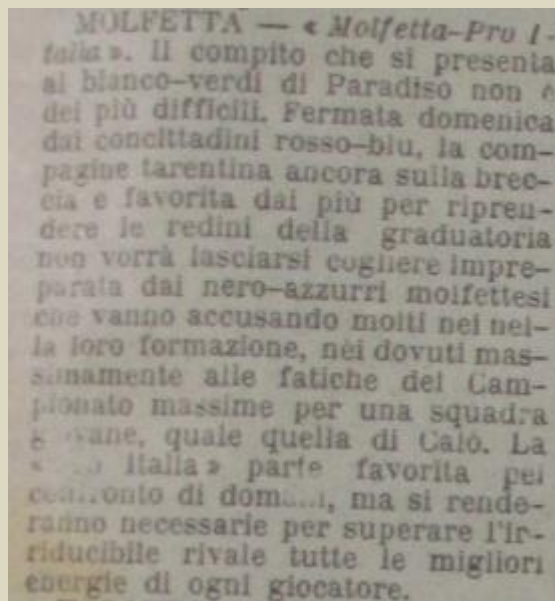 MOLFETTA — « Molfetta-Pro I-
talia ». Il compito che si presenta
ai bianco-verdi di Paradiso non è
dei più difficili. Fermata domenica
dai concittadini rosso-blu, la com-
pagine tarentina ancora sulla brec-
cia e favorita dai più per ripren-
dere le redini della graduatoria
non vorrà lasciarsi cogliere impre-
parata dai nero-azzurri molfettesi
che vanno accusando molti nei nel-
la loro formazione, nèi dovuti mas-
simamente alle fatiche del Cam-
pionato massime per una squadra
giovane, quale quella di Calò. La
« Italia » parte favorita pel
confronto di domani, ma si rende-
ranno necessarie per superare l'ir-
riducibile rivale tutte le migliori
energie di ogni giocatore.